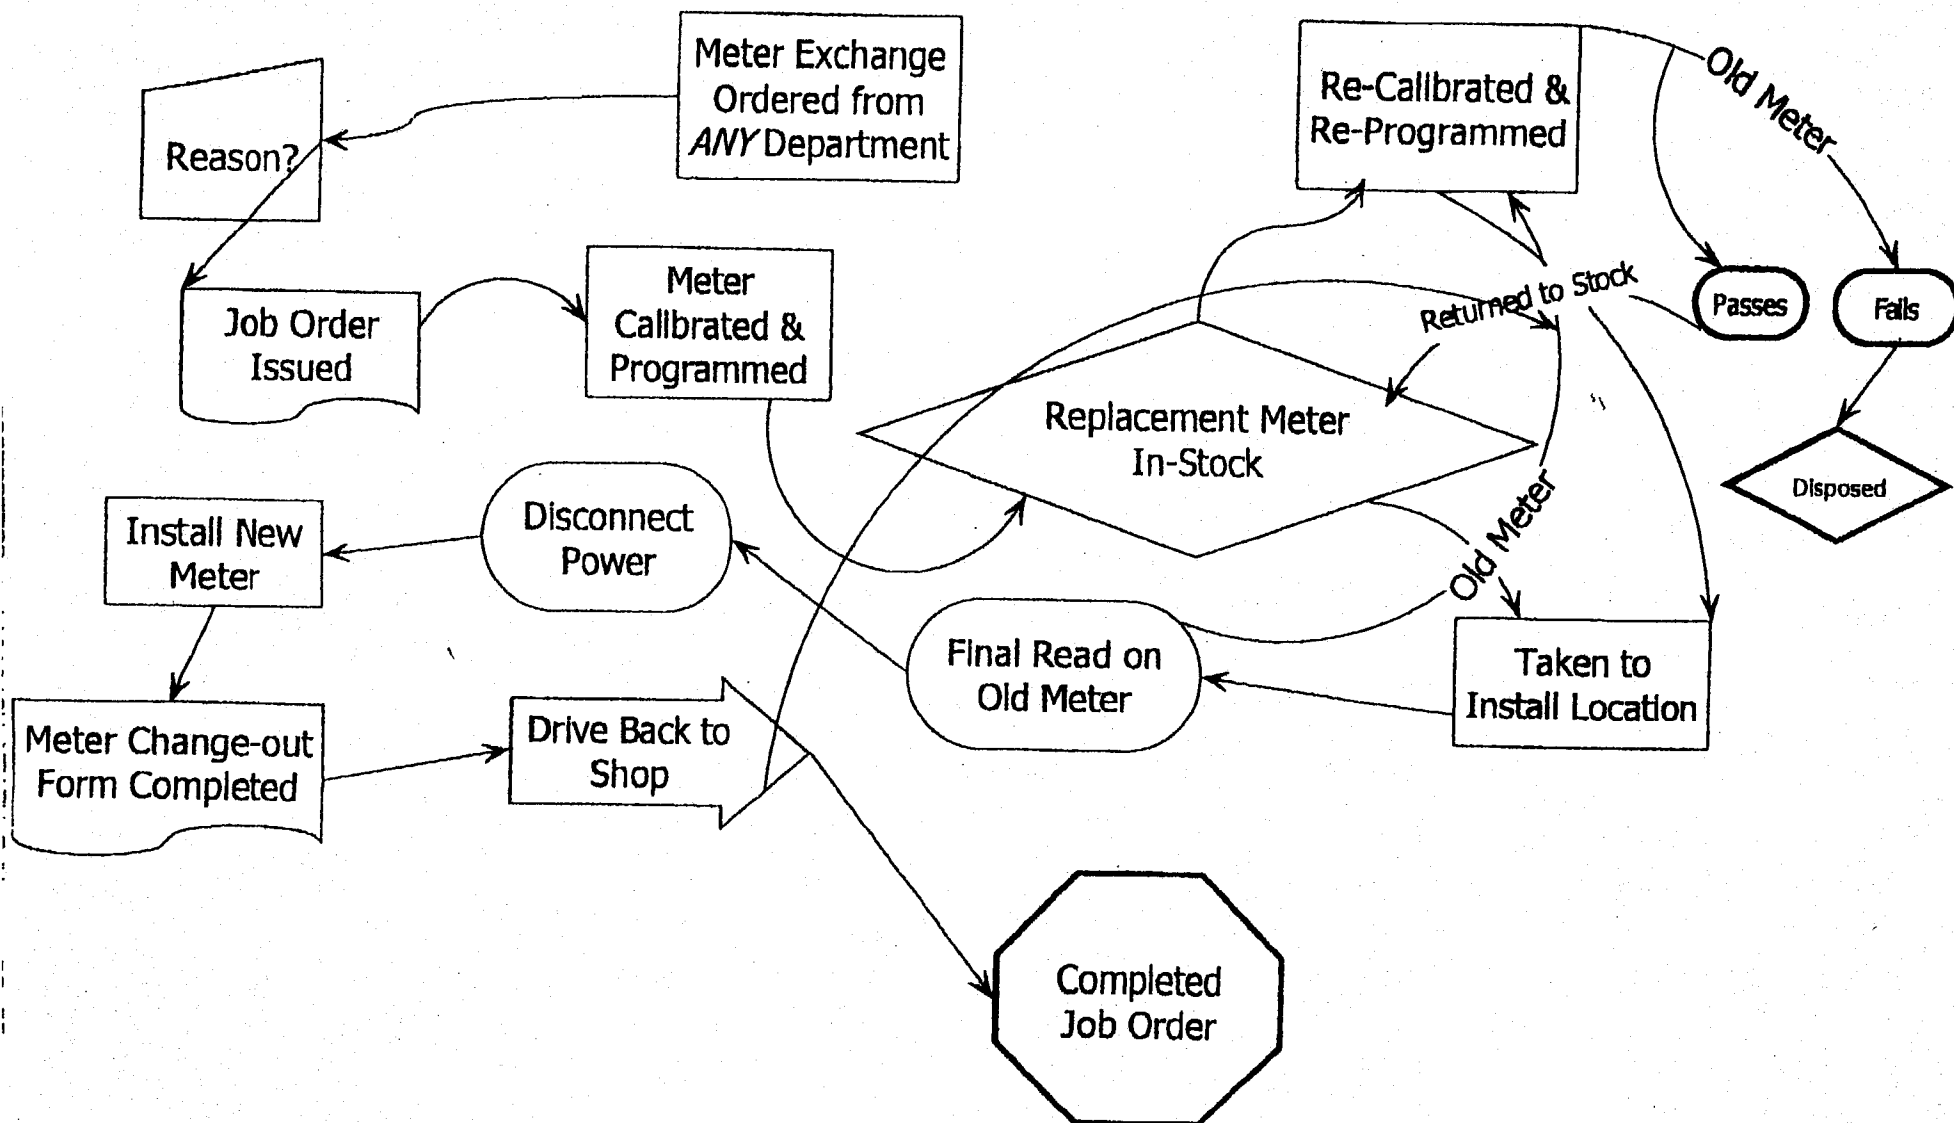 Meter Exchange
Ordered from
ANY Department
Reason?
Job Order
Issued
Meter
Calibrated &
Programmed
Re-Calibrated &
Re-Programmed
Old Meter
Returned to Stock
Passes
Fails
Disposed
Replacement Meter
In-Stock
Old Meter
Taken to
Install Location
Final Read on
Old Meter
Disconnect
Power
Install New
Meter
Meter Change-out
Form Completed
Drive Back to
Shop
Completed
Job Order